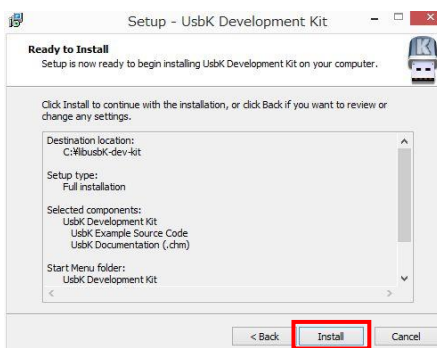 Setup - UsbK Development Kit
Ready to Install
Setup is now ready to begin installing UsbK Development Kit on your computer.
Click Install to continue with the installation, or click Back if you want to review or
change any settings.
Destination location:
C:¥libusbK-dev-kit
Setup type:
Full installation
Selected components:
UsbK Development Kit
UsbK Example Source Code
UsbK Documentation (.chm)
Start Menu folder:
UsbK Development Kit
< Back
Install
Cancel